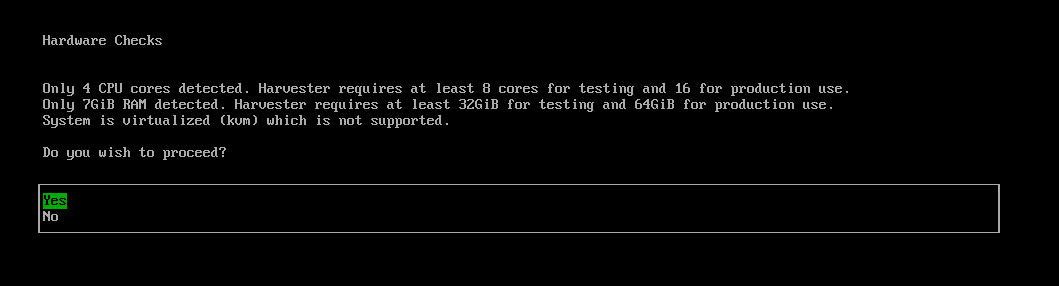 Hardware Checks
Only 4 CPU cores detected. Harvester requires at least 8 cores for testing and 16 for production use.
Only 7GiB RAM detected. Harvester requires at least 32GiB for testing and 64GiB for production use.
System is virtualized (kvm) which is not supported.
Do you wish to proceed?
Yes
No